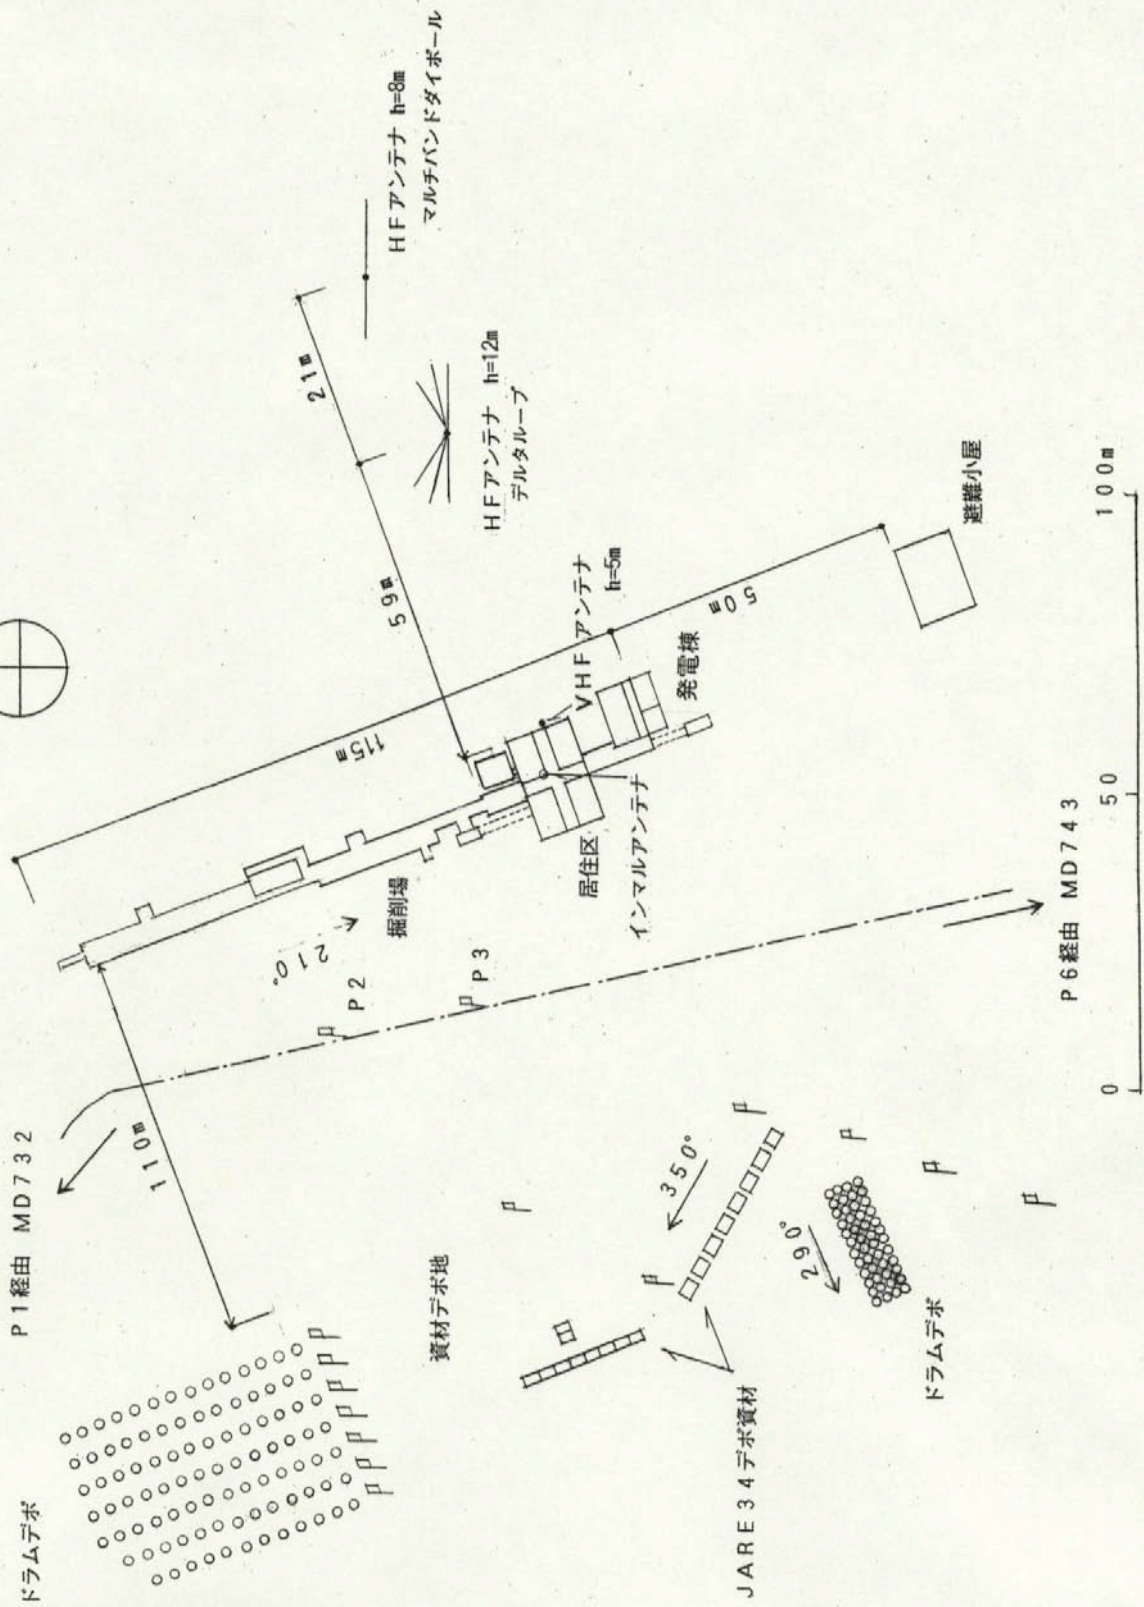 ドラムデポ
P1経由 MD732
110m
資材デポ地
JARE34デポ資材
350°
290°
ドラムデポ
P2
P3
210°
掘削場
115m
居住区
インマルアンテナ
VHF アンテナ
h=5m
発電棟
50m
避難小屋
59m
21m
HFアンテナ h=12m
デルタループ
HFアンテナ h=8m
マルチバンドダイポール
P6経由 MD743
0 50 100m